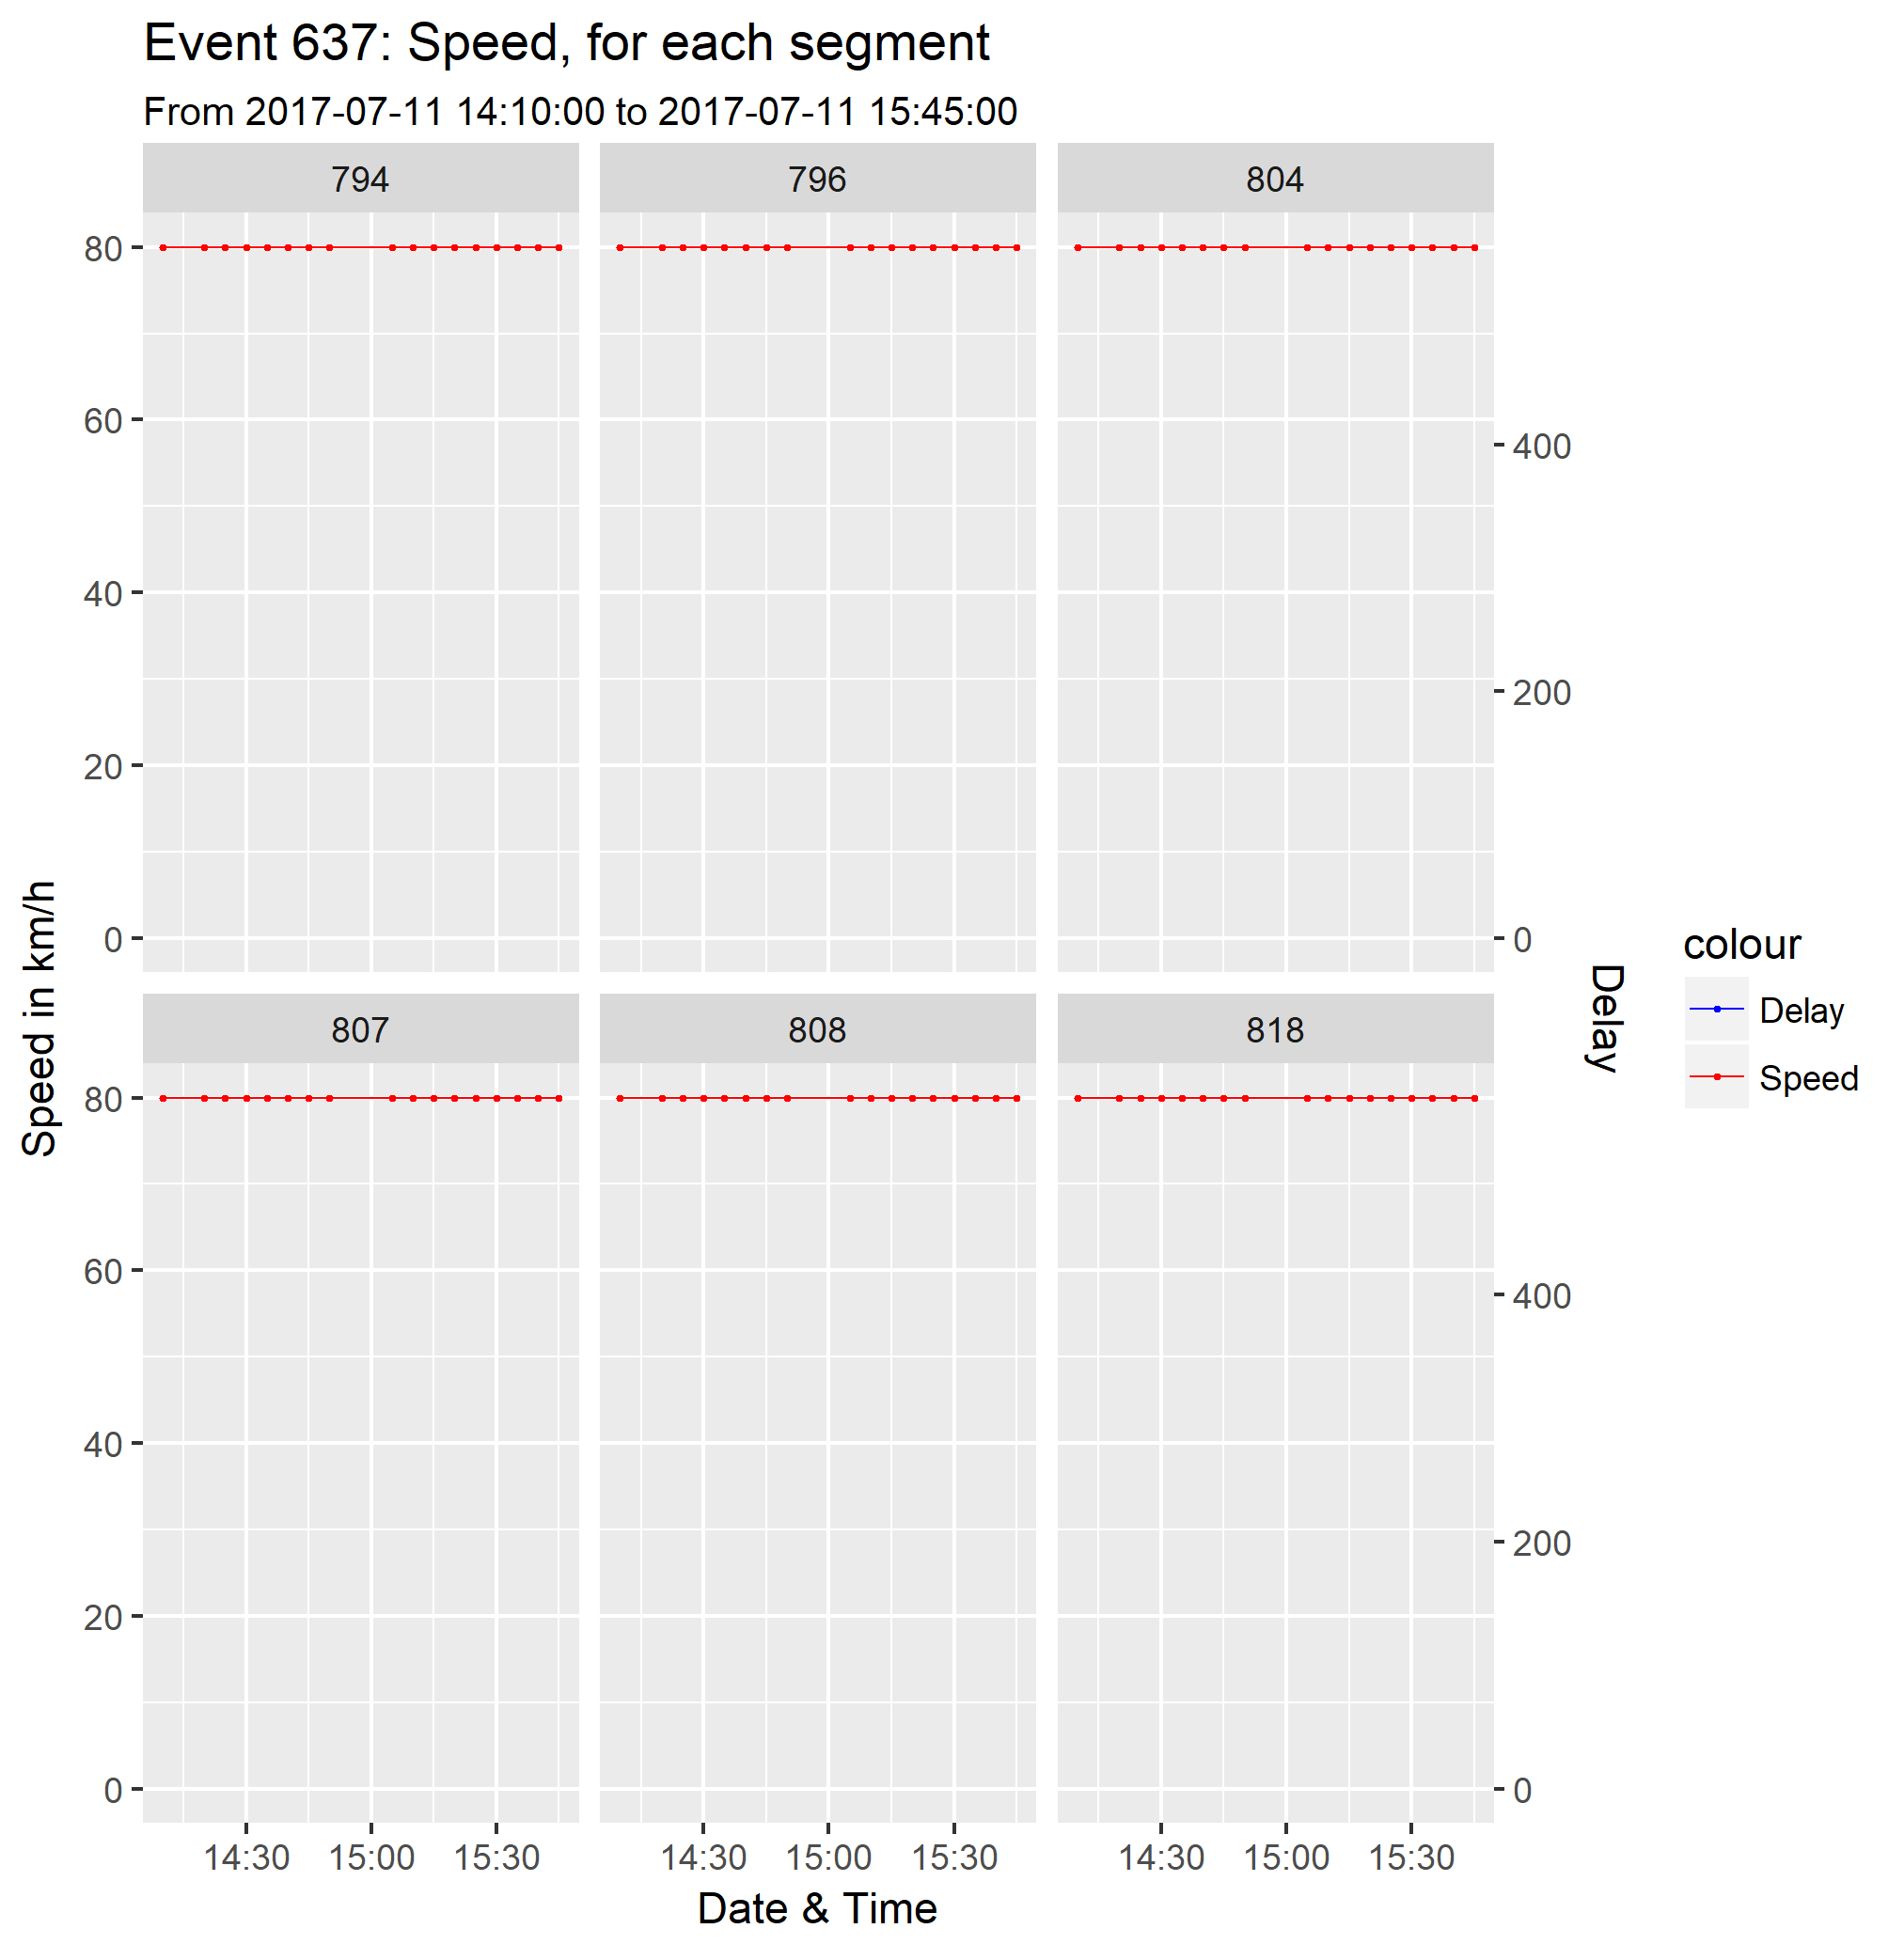 Event 637: Speed, for each segment
From 2017-07-11 14:10:00 to 2017-07-11 15:45:00
794 796 804
80
60
40
20
0
400
200
0
807 808 818
80
60
40
20
0
400
200
0
14:30 15:00 15:30 14:30 15:00 15:30 14:30 15:00 15:30
Date & Time
Speed in km/h
Delay
colour
Delay
Speed